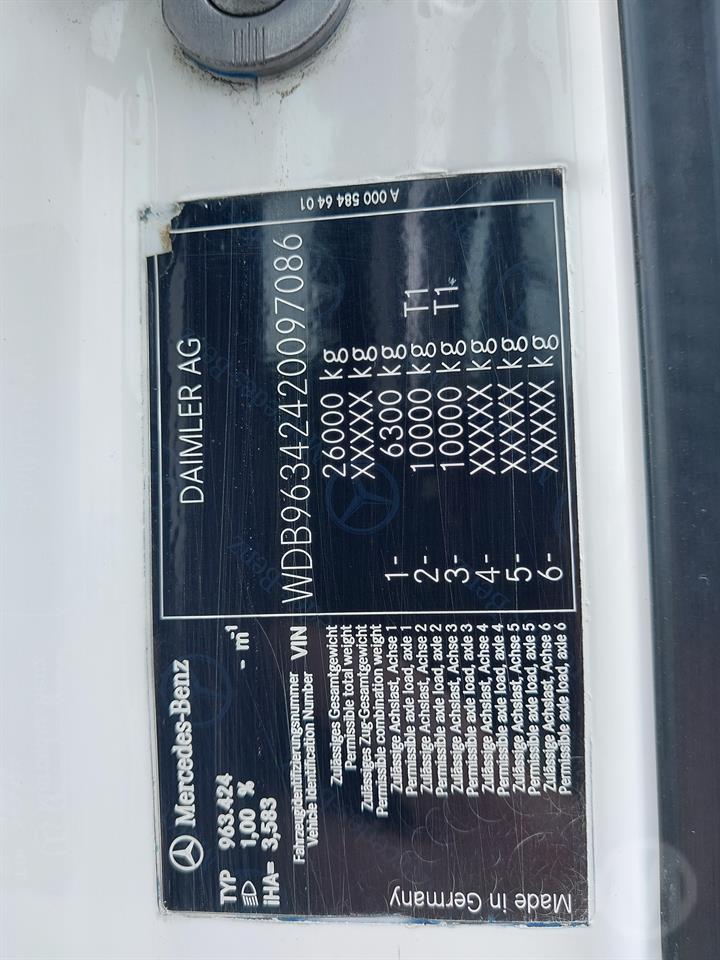 Mercedes-Benz
DAIMLER AG
TYP 963.424
1,00 % - m⁻¹
iHA= 3,583
Fahrzeugidentifizierungsnummer
Vehicle Identification Number VIN WDB96342420097086
Zulässiges Gesamtgewicht
Permissible total weight 26000 kg
Zulässiges Zug-Gesamtgewicht
Permissible combination weight XXXXX kg
Zulässige Achslast, Achse 1
Permissible axle load, axle 1 1- 6300 kg
Zulässige Achslast, Achse 2
Permissible axle load, axle 2 2- 10000 kg T1
Zulässige Achslast, Achse 3
Permissible axle load, axle 3 3- 10000 kg T1
Zulässige Achslast, Achse 4
Permissible axle load, axle 4 4- XXXXX kg
Zulässige Achslast, Achse 5
Permissible axle load, axle 5 5- XXXXX kg
Zulässige Achslast, Achse 6
Permissible axle load, axle 6 6- XXXXX kg
Made in Germany
A 000 584 64 01